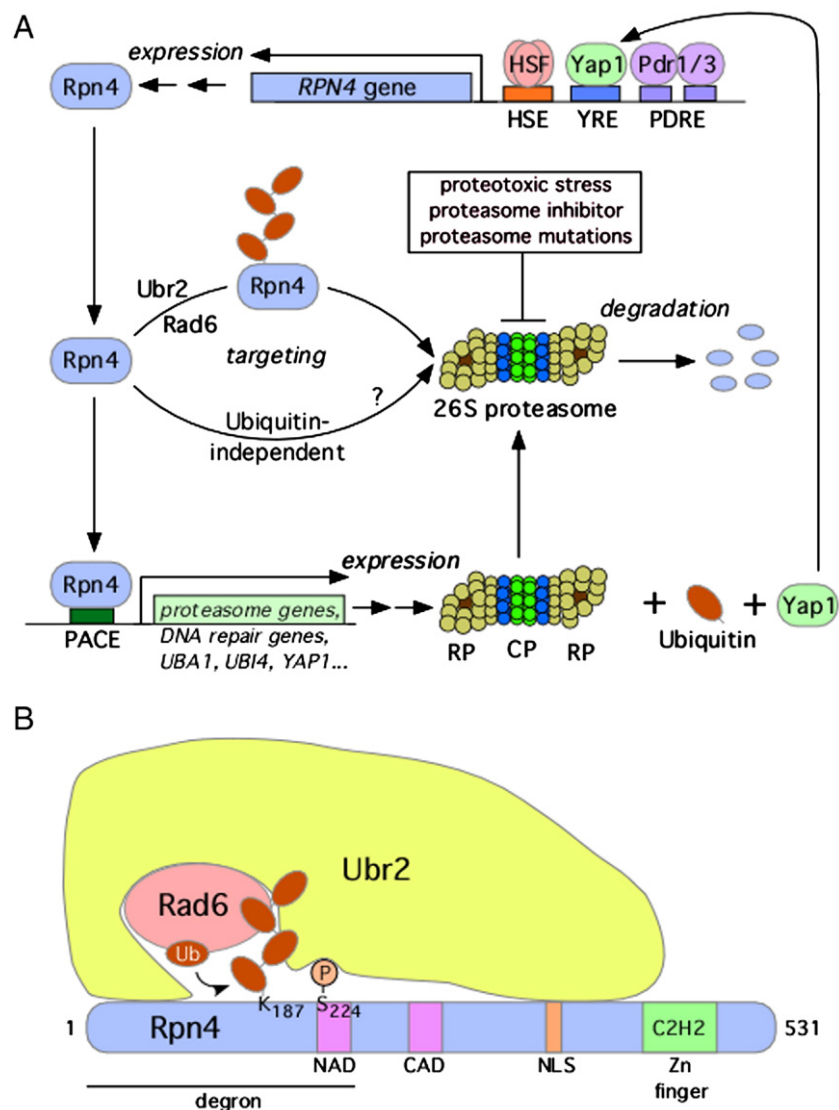 A
expression
Rpn4
RPN4 gene
HSF
Yap1
Pdr1/3
HSE
YRE
PDRE
proteotoxic stress
proteasome inhibitor
proteasome mutations
Ubr2
Rad6
Rpn4
degradation
Rpn4
targeting
?
Ubiquitin-
independent
26S proteasome
Rpn4
PACE
expression
proteasome genes,
DNA repair genes,
UBA1, UBI4, YAP1...
RP
CP
RP
+
Ubiquitin
+
Yap1
B
Ubr2
Rad6
Ub
P
K187
S224
1
Rpn4
C2H2
531
NAD
CAD
NLS
Zn
finger
degron